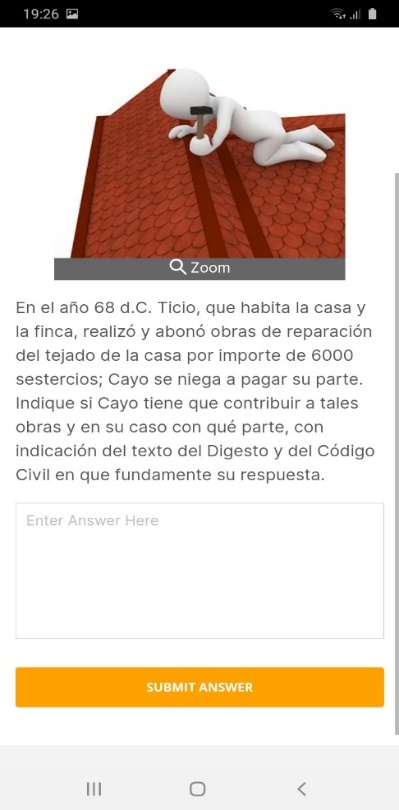 19:26
Zoom
En el año 68 d.C. Ticio, que habita la casa y
la finca, realizó y abonó obras de reparación
del tejado de la casa por importe de 6000
sestercios; Cayo se niega a pagar su parte.
Indique si Cayo tiene que contribuir a tales
obras y en su caso con qué parte, con
indicación del texto del Digesto y del Código
Civil en que fundamente su respuesta.
Enter Answer Here
SUBMIT ANSWER